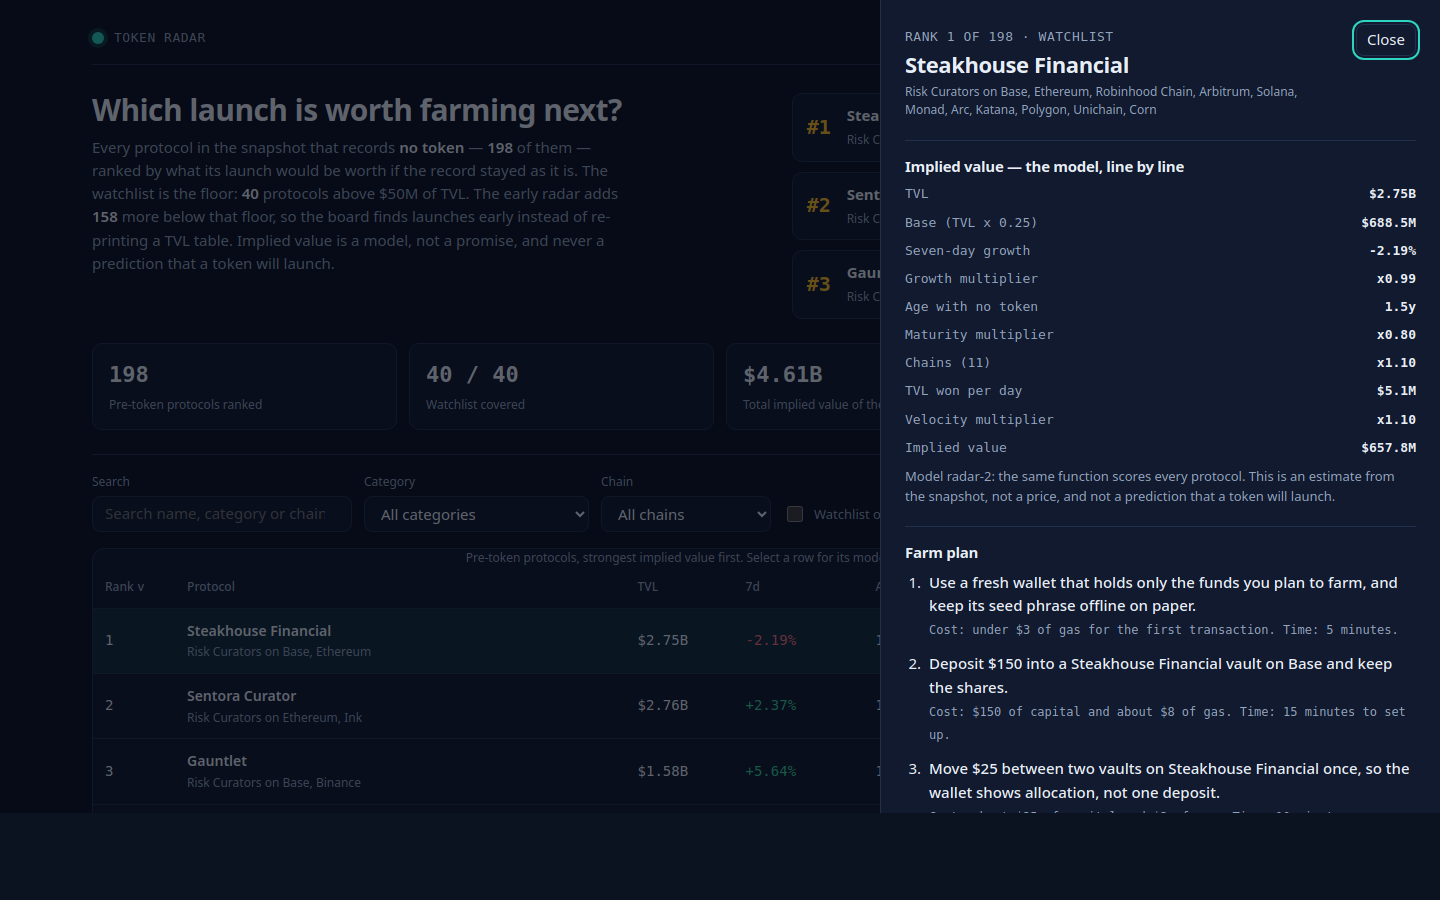 TOKEN RADAR
Which launch is worth farming next?
Every protocol in the snapshot that records no token — 198 of them —
ranked by what its launch would be worth if the record stayed as it is. The
watchlist is the floor: 40 protocols above $50M of TVL. The early radar adds
158 more below that floor, so the board finds launches early instead of re-
printing a TVL table. Implied value is a model, not a promise, and never a
prediction that a token will launch.
#1
Stea
Risk C
#2
Sent
Risk C
#3
Gaun
Risk C
198
Pre-token protocols ranked
40 / 40
Watchlist covered
$4.61B
Total implied value of the
Search
Search name, category or chain
Category
All categories
Chain
All chains
Watchlist o
Pre-token protocols, strongest implied value first. Select a row for its mod
Rank v Protocol TVL 7d A
1 Steakhouse Financial $2.75B -2.19% 1
Risk Curators on Base, Ethereum
2 Sentora Curator $2.76B +2.37% 1
Risk Curators on Ethereum, Ink
3 Gauntlet $1.58B +5.64% 1
Risk Curators on Base, Binance
RANK 1 OF 198 · WATCHLIST
Close
Steakhouse Financial
Risk Curators on Base, Ethereum, Robinhood Chain, Arbitrum, Solana,
Monad, Arc, Katana, Polygon, Unichain, Corn
Implied value — the model, line by line
TVL $2.75B
Base (TVL x 0.25) $688.5M
Seven-day growth -2.19%
Growth multiplier x0.99
Age with no token 1.5y
Maturity multiplier x0.80
Chains (11) x1.10
TVL won per day $5.1M
Velocity multiplier x1.10
Implied value $657.8M
Model radar-2: the same function scores every protocol. This is an estimate from
the snapshot, not a price, and not a prediction that a token will launch.
Farm plan
1. Use a fresh wallet that holds only the funds you plan to farm, and
keep its seed phrase offline on paper.
Cost: under $3 of gas for the first transaction. Time: 5 minutes.
2. Deposit $150 into a Steakhouse Financial vault on Base and keep
the shares.
Cost: $150 of capital and about $8 of gas. Time: 15 minutes to set
up.
3. Move $25 between two vaults on Steakhouse Financial once, so the
wallet shows allocation, not one deposit.